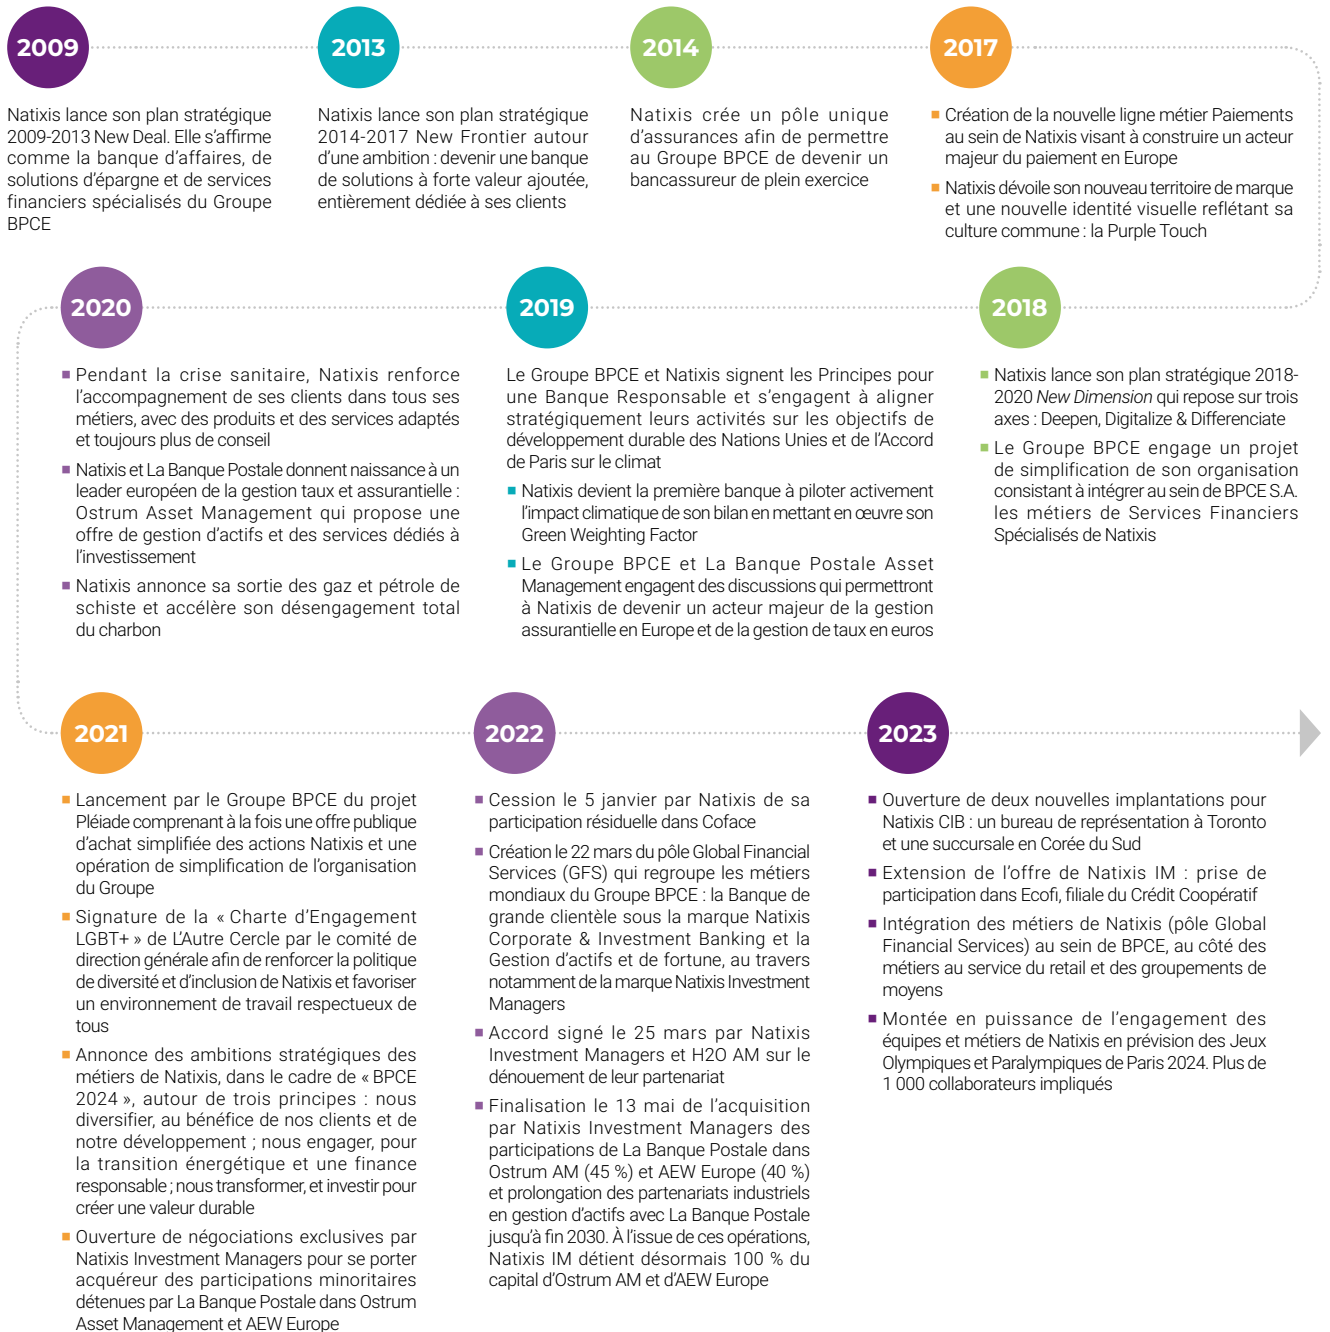 2009
Natixis lance son plan stratégique
2009-2013 New Deal. Elle s'affirme
comme la banque d'affaires, de
solutions d'épargne et de services
financiers spécialisés du Groupe
BPCE
2013
Natixis lance son plan stratégique
2014-2017 New Frontier autour
d'une ambition : devenir une banque
de solutions à forte valeur ajoutée,
entièrement dédiée à ses clients
2014
Natixis crée un pôle unique
d'assurances afin de permettre
au Groupe BPCE de devenir un
bancassureur de plein exercice
2017
■ Création de la nouvelle ligne métier Paiements
au sein de Natixis visant à construire un acteur
majeur du paiement en Europe
■ Natixis dévoile son nouveau territoire de marque
et une nouvelle identité visuelle reflétant sa
culture commune : la Purple Touch
2018
■ Natixis lance son plan stratégique 2018-
2020 New Dimension qui repose sur trois
axes : Deepen, Digitalize & Differenciate
■ Le Groupe BPCE engage un projet
de simplification de son organisation
consistant à intégrer au sein de BPCE S.A.
les métiers de Services Financiers
Spécialisés de Natixis
2019
Le Groupe BPCE et Natixis signent les Principes pour
une Banque Responsable et s'engagent à aligner
stratégiquement leurs activités sur les objectifs de
développement durable des Nations Unies et de l'Accord
de Paris sur le climat
■ Natixis devient la première banque à piloter activement
l'impact climatique de son bilan en mettant en œuvre son
Green Weighting Factor
■ Le Groupe BPCE et La Banque Postale Asset
Management engagent des discussions qui permettront
à Natixis de devenir un acteur majeur de la gestion
assurantielle en Europe et de la gestion de taux en euros
2020
■ Pendant la crise sanitaire, Natixis renforce
l'accompagnement de ses clients dans tous ses
métiers, avec des produits et des services adaptés
et toujours plus de conseil
■ Natixis et La Banque Postale donnent naissance à un
leader européen de la gestion taux et assurantielle :
Ostrum Asset Management qui propose une
offre de gestion d'actifs et des services dédiés à
l'investissement
■ Natixis annonce sa sortie des gaz et pétrole de
schiste et accélère son désengagement total
du charbon
2021
■ Lancement par le Groupe BPCE du projet
Pléiade comprenant à la fois une offre publique
d'achat simplifiée des actions Natixis et une
opération de simplification de l'organisation
du Groupe
■ Signature de la « Charte d'Engagement
LGBT+ » de L'Autre Cercle par le comité de
direction générale afin de renforcer la politique
de diversité et d'inclusion de Natixis et favoriser
un environnement de travail respectueux de
tous
■ Annonce des ambitions stratégiques des
métiers de Natixis, dans le cadre de « BPCE
2024 », autour de trois principes : nous
diversifier, au bénéfice de nos clients et de
notre développement ; nous engager, pour
la transition énergétique et une finance
responsable ; nous transformer, et investir pour
créer une valeur durable
■ Ouverture de négociations exclusives par
Natixis Investment Managers pour se porter
acquéreur des participations minoritaires
détenues par La Banque Postale dans Ostrum
Asset Management et AEW Europe
2022
■ Cession le 5 janvier par Natixis de sa
participation résiduelle dans Coface
■ Création le 22 mars du pôle Global Financial
Services (GFS) qui regroupe les métiers
mondiaux du Groupe BPCE : la Banque de
grande clientèle sous la marque Natixis
Corporate & Investment Banking et la
Gestion d'actifs et de fortune, au travers
notamment de la marque Natixis Investment
Managers
■ Accord signé le 25 mars par Natixis
Investment Managers et H2O AM sur le
dénouement de leur partenariat
■ Finalisation le 13 mai de l'acquisition
par Natixis Investment Managers des
participations de La Banque Postale dans
Ostrum AM (45 %) et AEW Europe (40 %)
et prolongation des partenariats industriels
en gestion d'actifs avec La Banque Postale
jusqu'à fin 2030. À l'issue de ces opérations,
Natixis IM détient désormais 100 % du
capital d'Ostrum AM et d'AEW Europe
2023
■ Ouverture de deux nouvelles implantations pour
Natixis CIB : un bureau de représentation à Toronto
et une succursale en Corée du Sud
■ Extension de l'offre de Natixis IM : prise de
participation dans Ecofi, filiale du Crédit Coopératif
■ Intégration des métiers de Natixis (pôle Global
Financial Services) au sein de BPCE, au côté des
métiers au service du retail et des groupements de
moyens
■ Montée en puissance de l'engagement des
équipes et métiers de Natixis en prévision des Jeux
Olympiques et Paralympiques de Paris 2024. Plus de
1 000 collaborateurs impliqués